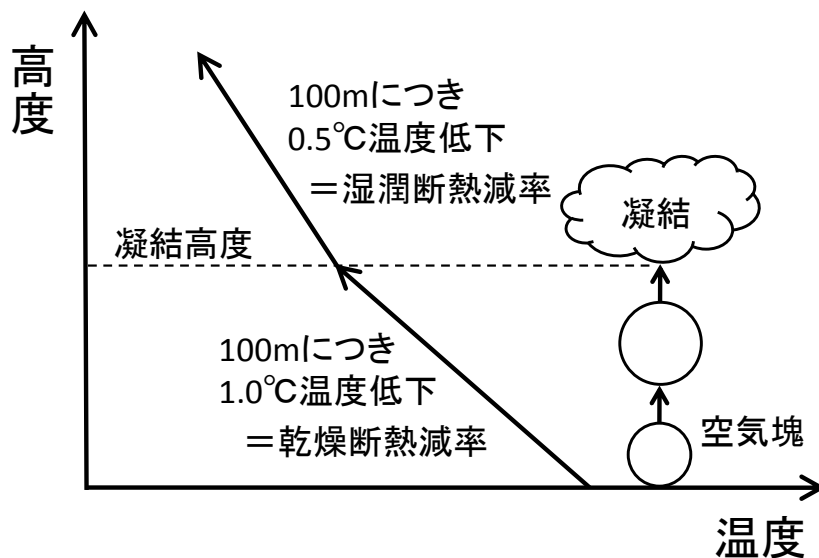 高度
100mにつき
0.5℃温度低下
＝湿潤断熱減率
凝結
凝結高度
100mにつき
1.0℃温度低下
＝乾燥断熱減率
空気塊
温度